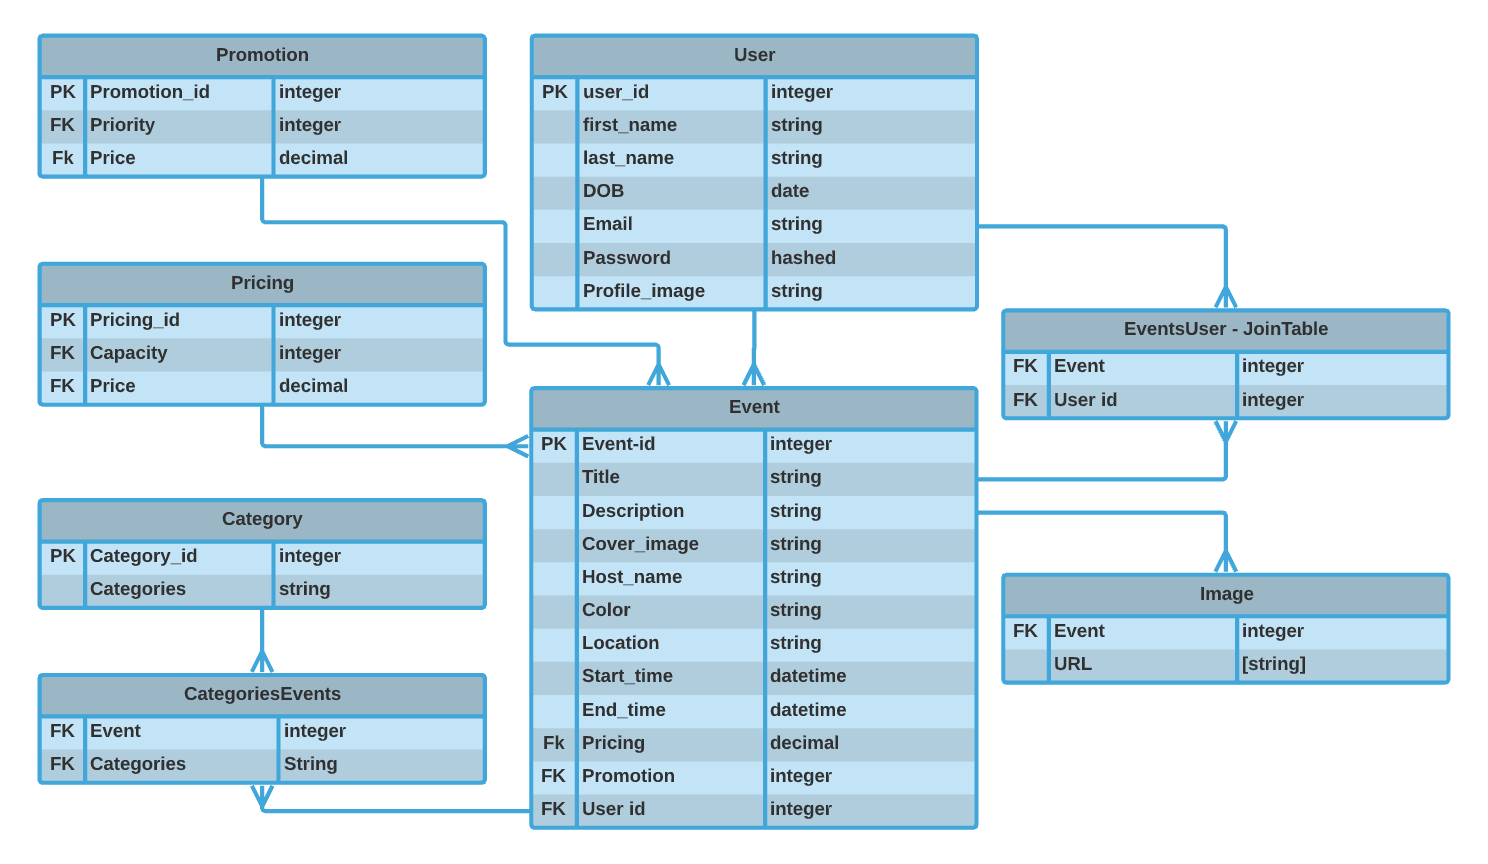 Promotion
PK Promotion_id integer
FK Priority integer
Fk Price decimal
User
PK user_id integer
first_name string
last_name string
DOB date
Email string
Password hashed
Profile_image string
Pricing
PK Pricing_id integer
FK Capacity integer
FK Price decimal
EventsUser - JoinTable
FK Event integer
FK User id integer
Event
PK Event-id integer
Title string
Description string
Cover_image string
Host_name string
Color string
Location string
Start_time datetime
End_time datetime
Fk Pricing decimal
FK Promotion integer
FK User id integer
Category
PK Category_id integer
Categories string
Image
FK Event integer
URL [string]
CategoriesEvents
FK Event integer
FK Categories String